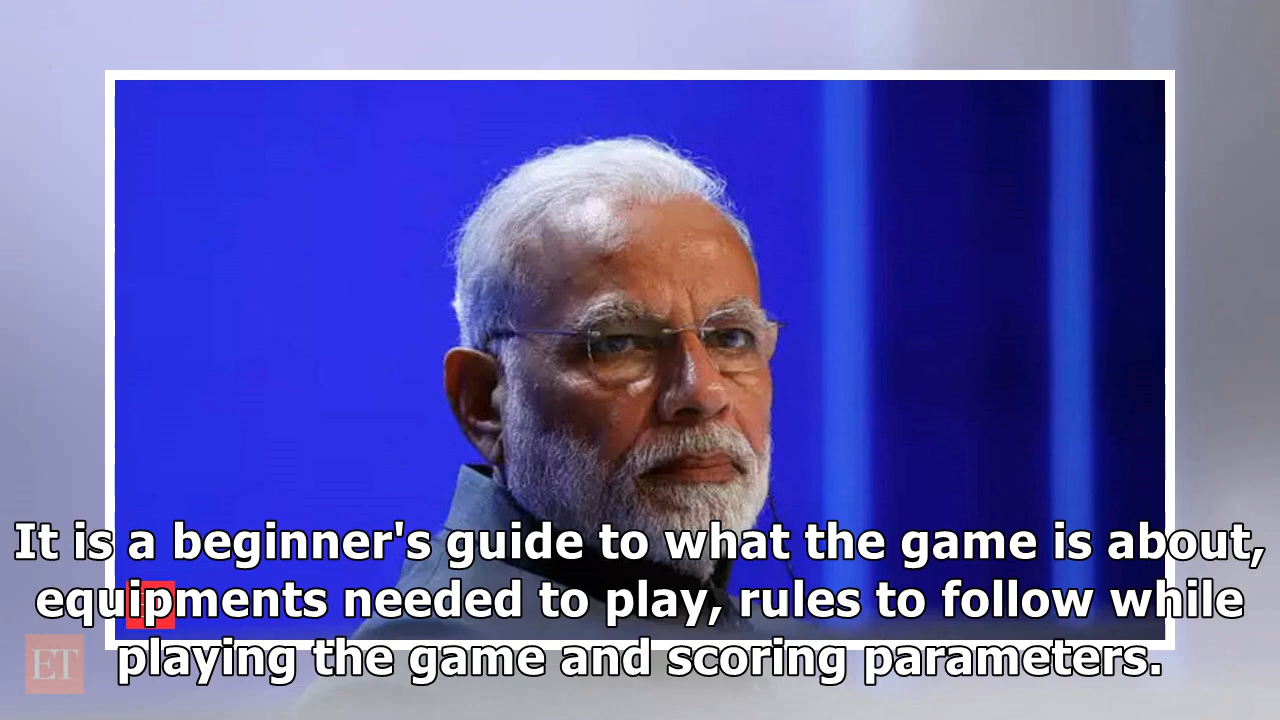 It is a beginner's guide to what the game is about,
equipments needed to play, rules to follow while
playing the game and scoring parameters.
ET